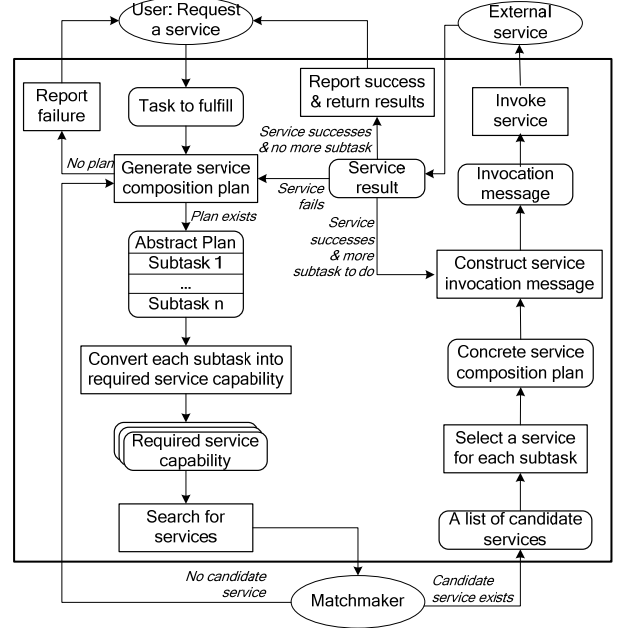 User: Request
a service
External
service
Report
failure
Task to fulfill
Report success
& return results
Invoke
service
No plan
Generate service
composition plan
Service successes
& no more subtask
Service
result
Service
fails
Invocation
message
Plan exists
Abstract Plan
Subtask 1
...
Subtask n
Service
successes
& more
subtask to do
Construct service
invocation message
Convert each subtask into
required service capability
Concrete service
composition plan
Required service
capability
Select a service
for each subtask
Search for
services
A list of candidate
services
No candidate
service
Matchmaker
Candidate
service exists